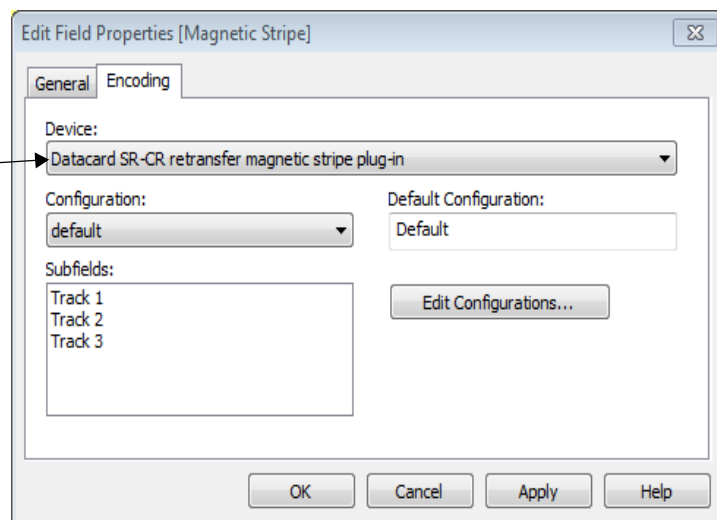 Edit Field Properties [Magnetic Stripe]
General Encoding
Device:
Datacard SR-CR retransfer magnetic stripe plug-in
Configuration: Default Configuration:
default Default
Subfields:
Track 1
Track 2
Track 3
Edit Configurations...
OK Cancel Apply Help